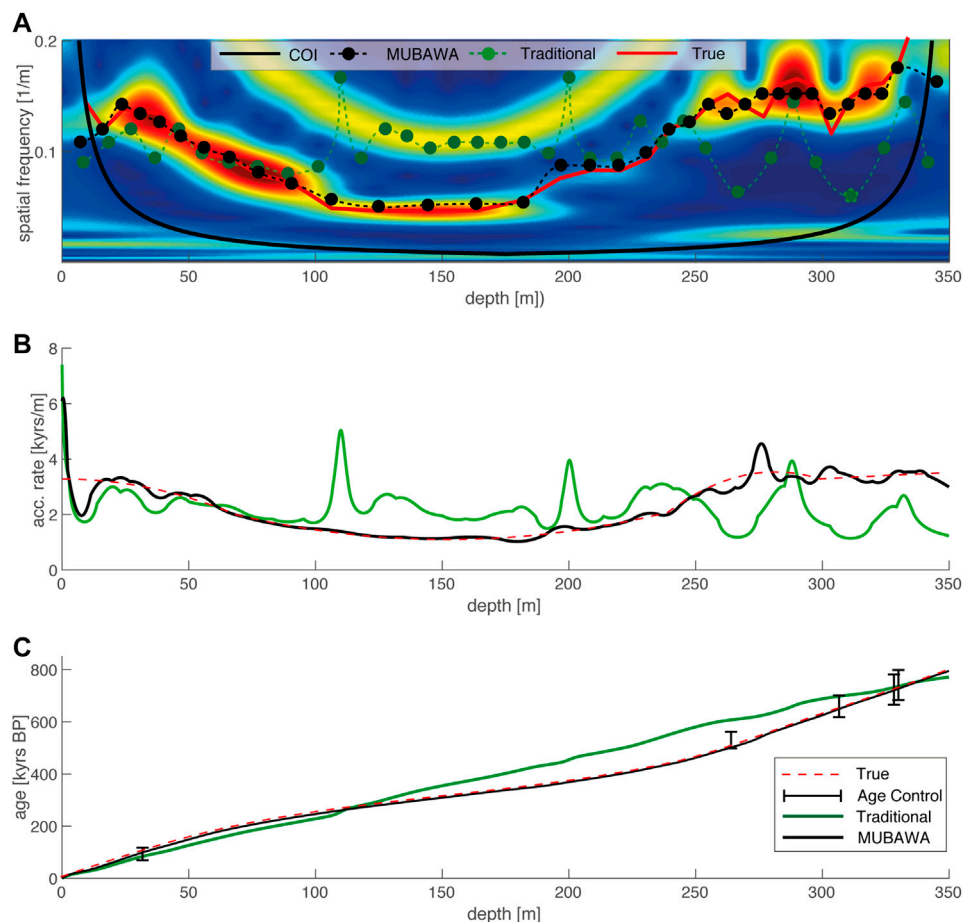 A
COI MUBAWA Traditional True
spatial frequency [1/m]
0.2
0.1
0 50 100 150 200 250 300 350
depth [m])
B
acc. rate [kyrs/m]
8
6
4
2
0
0 50 100 150 200 250 300 350
depth [m]
C
age [kyrs BP]
800
600
400
200
0
True
Age Control
Traditional
MUBAWA
0 50 100 150 200 250 300 350
depth [m]